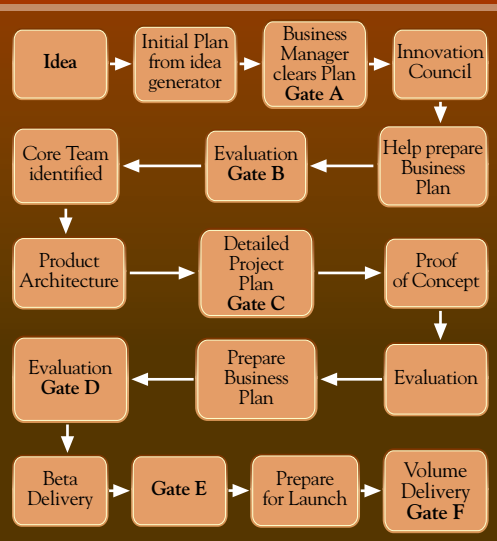 Idea
Initial Plan
from idea
generator
Business
Manager
clears Plan
Gate A
Innovation
Council
Help prepare
Business
Plan
Evaluation
Gate B
Core Team
identified
Product
Architecture
Detailed
Project
Plan
Gate C
Proof
of Concept
Evaluation
Prepare
Business
Plan
Evaluation
Gate D
Beta
Delivery
Gate E
Prepare
for Launch
Volume
Delivery
Gate F